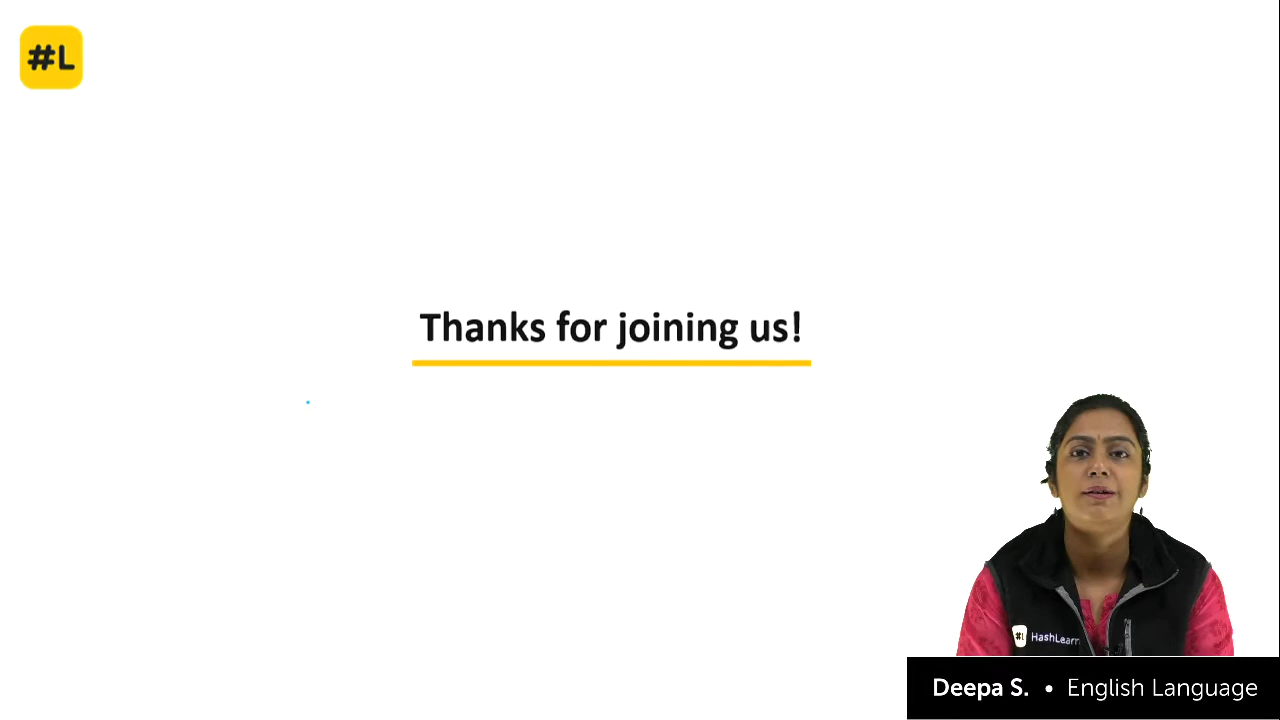 #L
Thanks for joining us!
#L HashLearn
Deepa S. • English Language